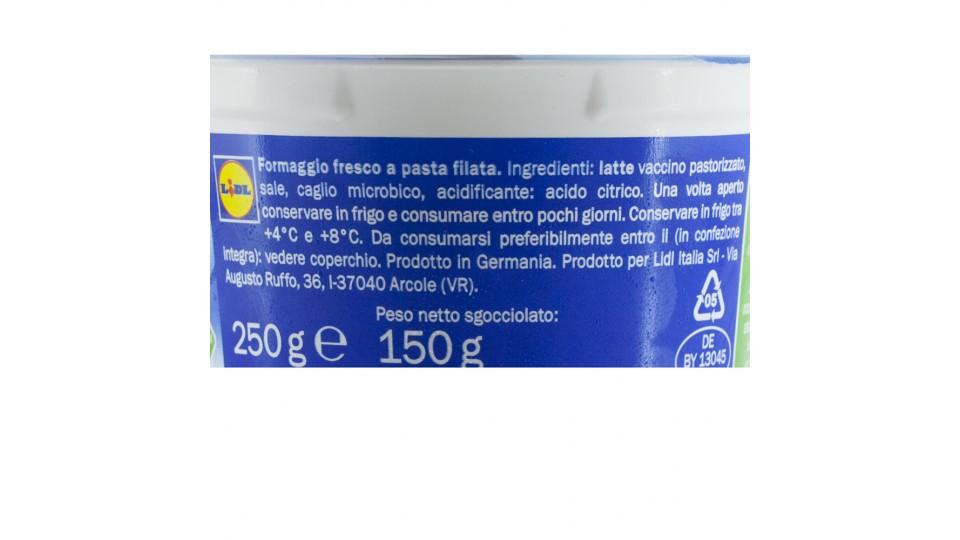 LiDL
Formaggio fresco a pasta filata. Ingredienti: latte vaccino pastorizzato,
sale, caglio microbico, acidificante: acido citrico. Una volta aperto
conservare in frigo e consumare entro pochi giorni. Conservare in frigo tra
+4°C e +8°C. Da consumarsi preferibilmente entro il (in confezione
integra): vedere coperchio. Prodotto in Germania. Prodotto per Lidl Italia Srl - Via
Augusto Ruffo, 36, I-37040 Arcole (VR).
05
Peso netto sgocciolato:
250 g ℮ 150 g
DE
BY 13045